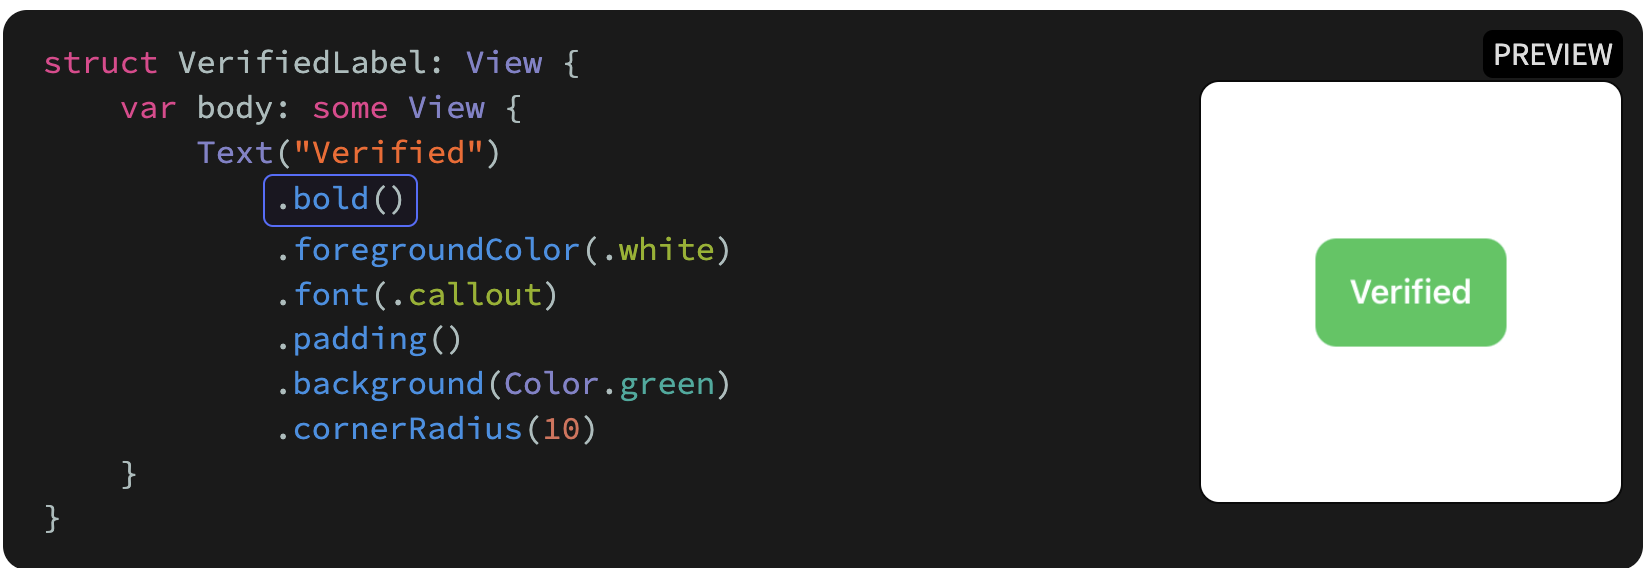 struct VerifiedLabel: View {
    var body: some View {
        Text("Verified")
            .bold()
            .foregroundColor(.white)
            .font(.callout)
            .padding()
            .background(Color.green)
            .cornerRadius(10)
    }
}
PREVIEW
Verified